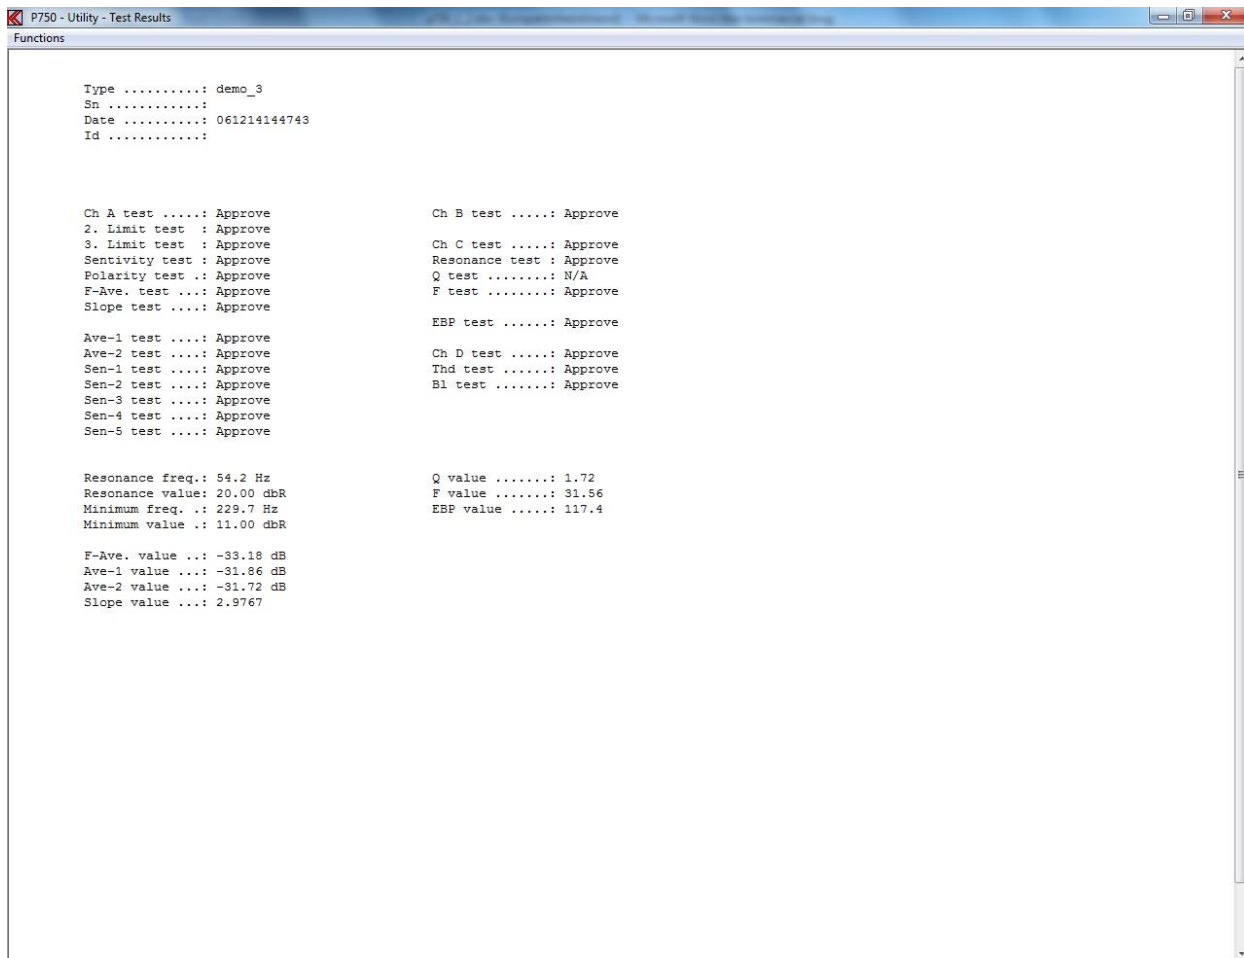 P750 - Utility - Test Results
Functions
Type ..........: demo_3
Sn ............:
Date ..........: 061214144743
Id ............:
Ch A test .....: Approve Ch B test .....: Approve
2. Limit test  : Approve
3. Limit test  : Approve Ch C test .....: Approve
Sentivity test : Approve Resonance test : Approve
Polarity test .: Approve Q test ........: N/A
F-Ave. test ...: Approve F test ........: Approve
Slope test ....: Approve
EBP test ......: Approve
Ave-1 test ....: Approve
Ave-2 test ....: Approve Ch D test .....: Approve
Sen-1 test ....: Approve Thd test ......: Approve
Sen-2 test ....: Approve Bl test .......: Approve
Sen-3 test ....: Approve
Sen-4 test ....: Approve
Sen-5 test ....: Approve
Resonance freq.: 54.2 Hz Q value .......: 1.72
Resonance value: 20.00 dbR F value .......: 31.56
Minimum freq. .: 229.7 Hz EBP value .....: 117.4
Minimum value .: 11.00 dbR
F-Ave. value ..: -33.18 dB
Ave-1 value ...: -31.86 dB
Ave-2 value ...: -31.72 dB
Slope value ...: 2.9767